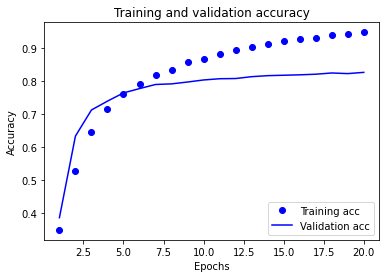 Training and validation accuracy
0.9
0.8
0.7
0.6
0.5
0.4
Accuracy
2.5 5.0 7.5 10.0 12.5 15.0 17.5 20.0
Epochs
Training acc
Validation acc